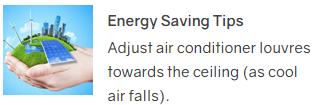 Energy Saving Tips
Adjust air conditioner louvres
towards the ceiling (as cool
air falls).